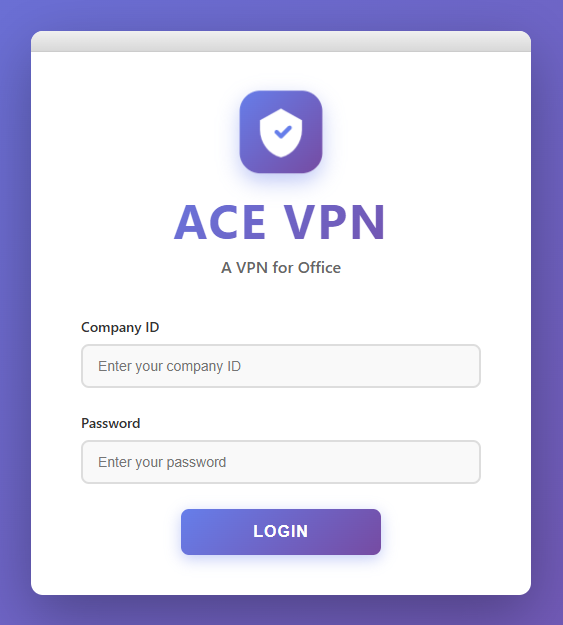 ACE VPN
A VPN for Office
Company ID
Enter your company ID
Password
Enter your password
LOGIN